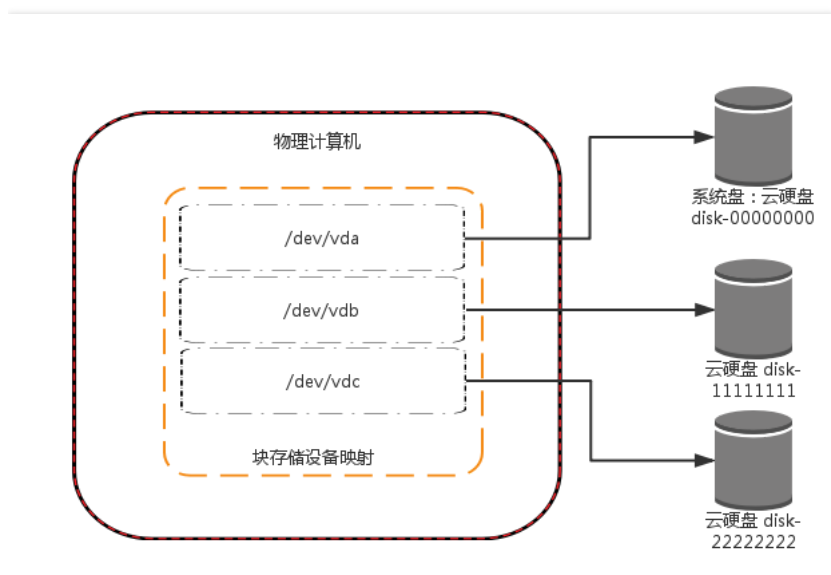 物理计算机
/dev/vda
/dev/vdb
/dev/vdc
块存储设备映射
系统盘：云硬盘
disk-00000000
云硬盘 disk-
11111111
云硬盘 disk-
22222222